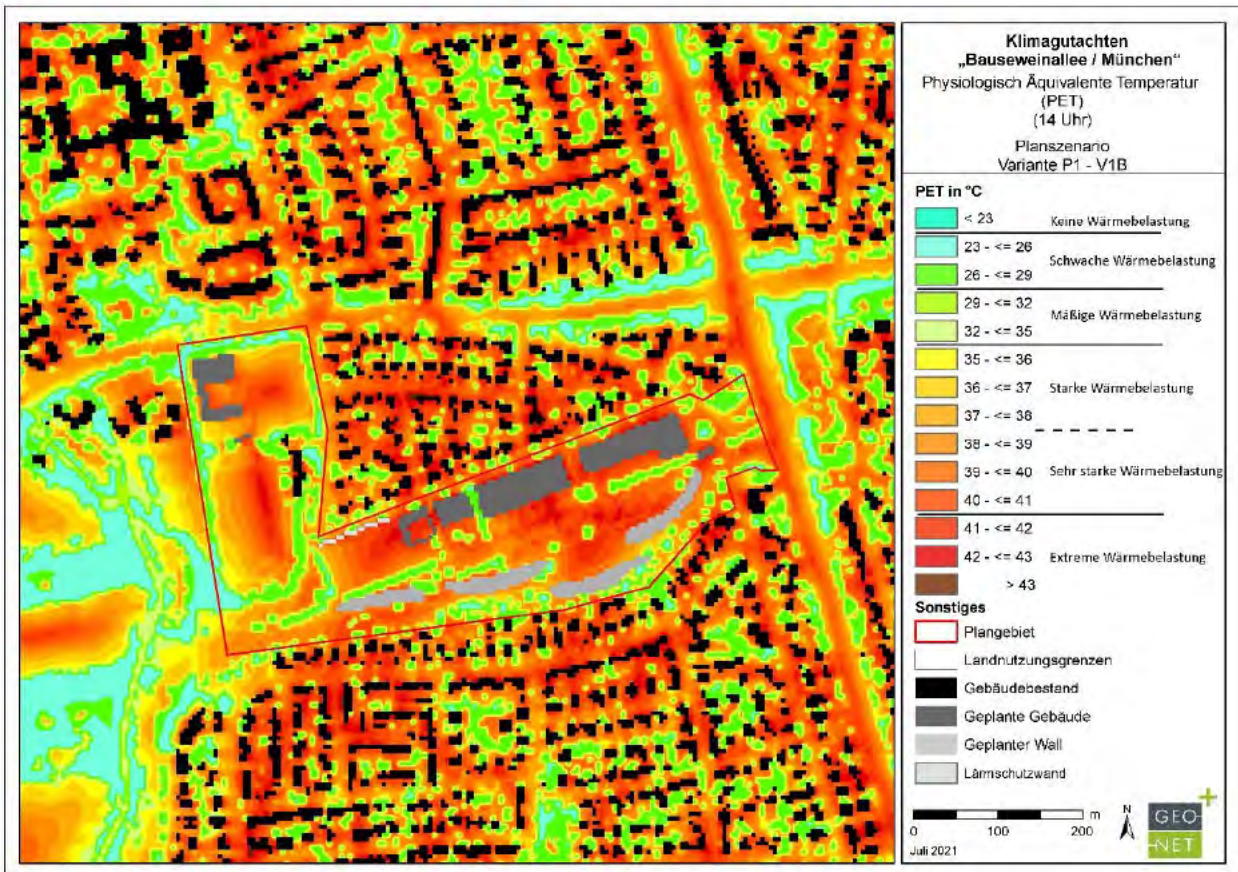 Klimagutachten
„Bauseweinallee / München“
Physiologisch Äquivalente Temperatur
(PET)
(14 Uhr)
Planszenario
Variante P1 - V1B
PET in °C
< 23 Keine Wärmebelastung
23 - <= 26
Schwache Wärmebelastung
26 - <= 29
29 - <= 32
Mäßige Wärmebelastung
32 - <= 35
35 - <= 36
36 - <= 37 Starke Wärmebelastung
37 - <= 38
38 - <= 39
39 - <= 40 Sehr starke Wärmebelastung
40 - <= 41
41 - <= 42
42 - <= 43 Extreme Wärmebelastung
> 43
Sonstiges
Plangebiet
Landnutzungsgrenzen
Gebäudebestand
Geplante Gebäude
Geplanter Wall
Lärmschutzwand
m N
0 100 200
GEO-
NET
Juli 2021